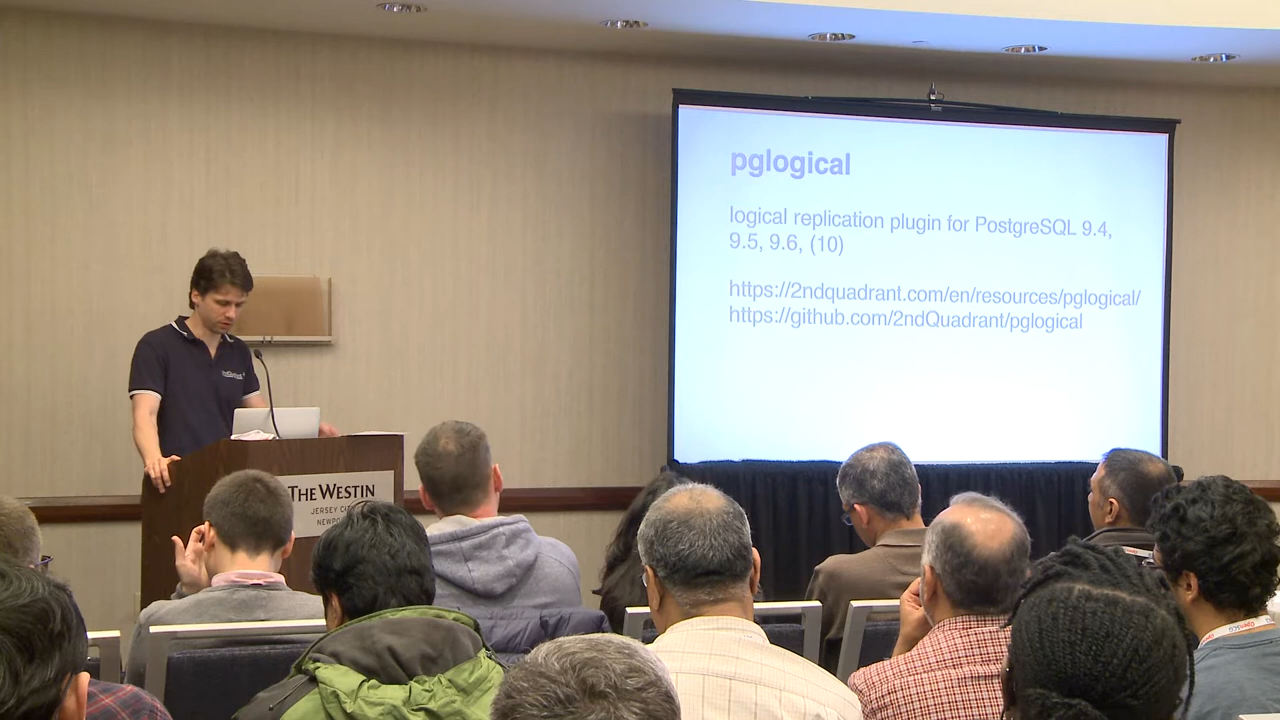 pglogical
logical replication plugin for PostgreSQL 9.4,
9.5, 9.6, (10)
https://2ndquadrant.com/en/resources/pglogical/
https://github.com/2ndQuadrant/pglogical
THE WESTIN
JERSEY